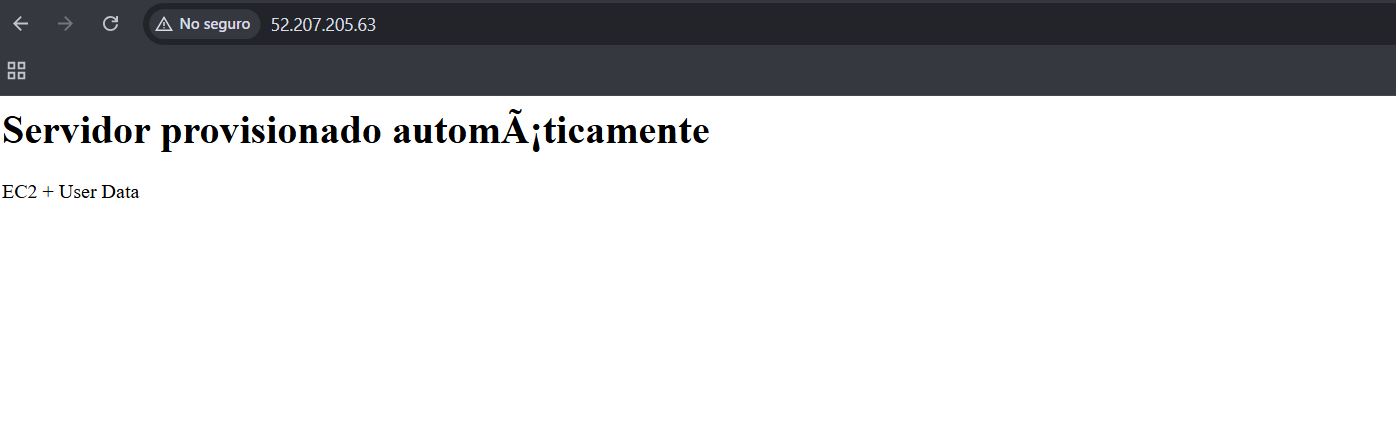 No seguro 52.207.205.63
Servidor provisionado automÃ¡ticamente
EC2 + User Data